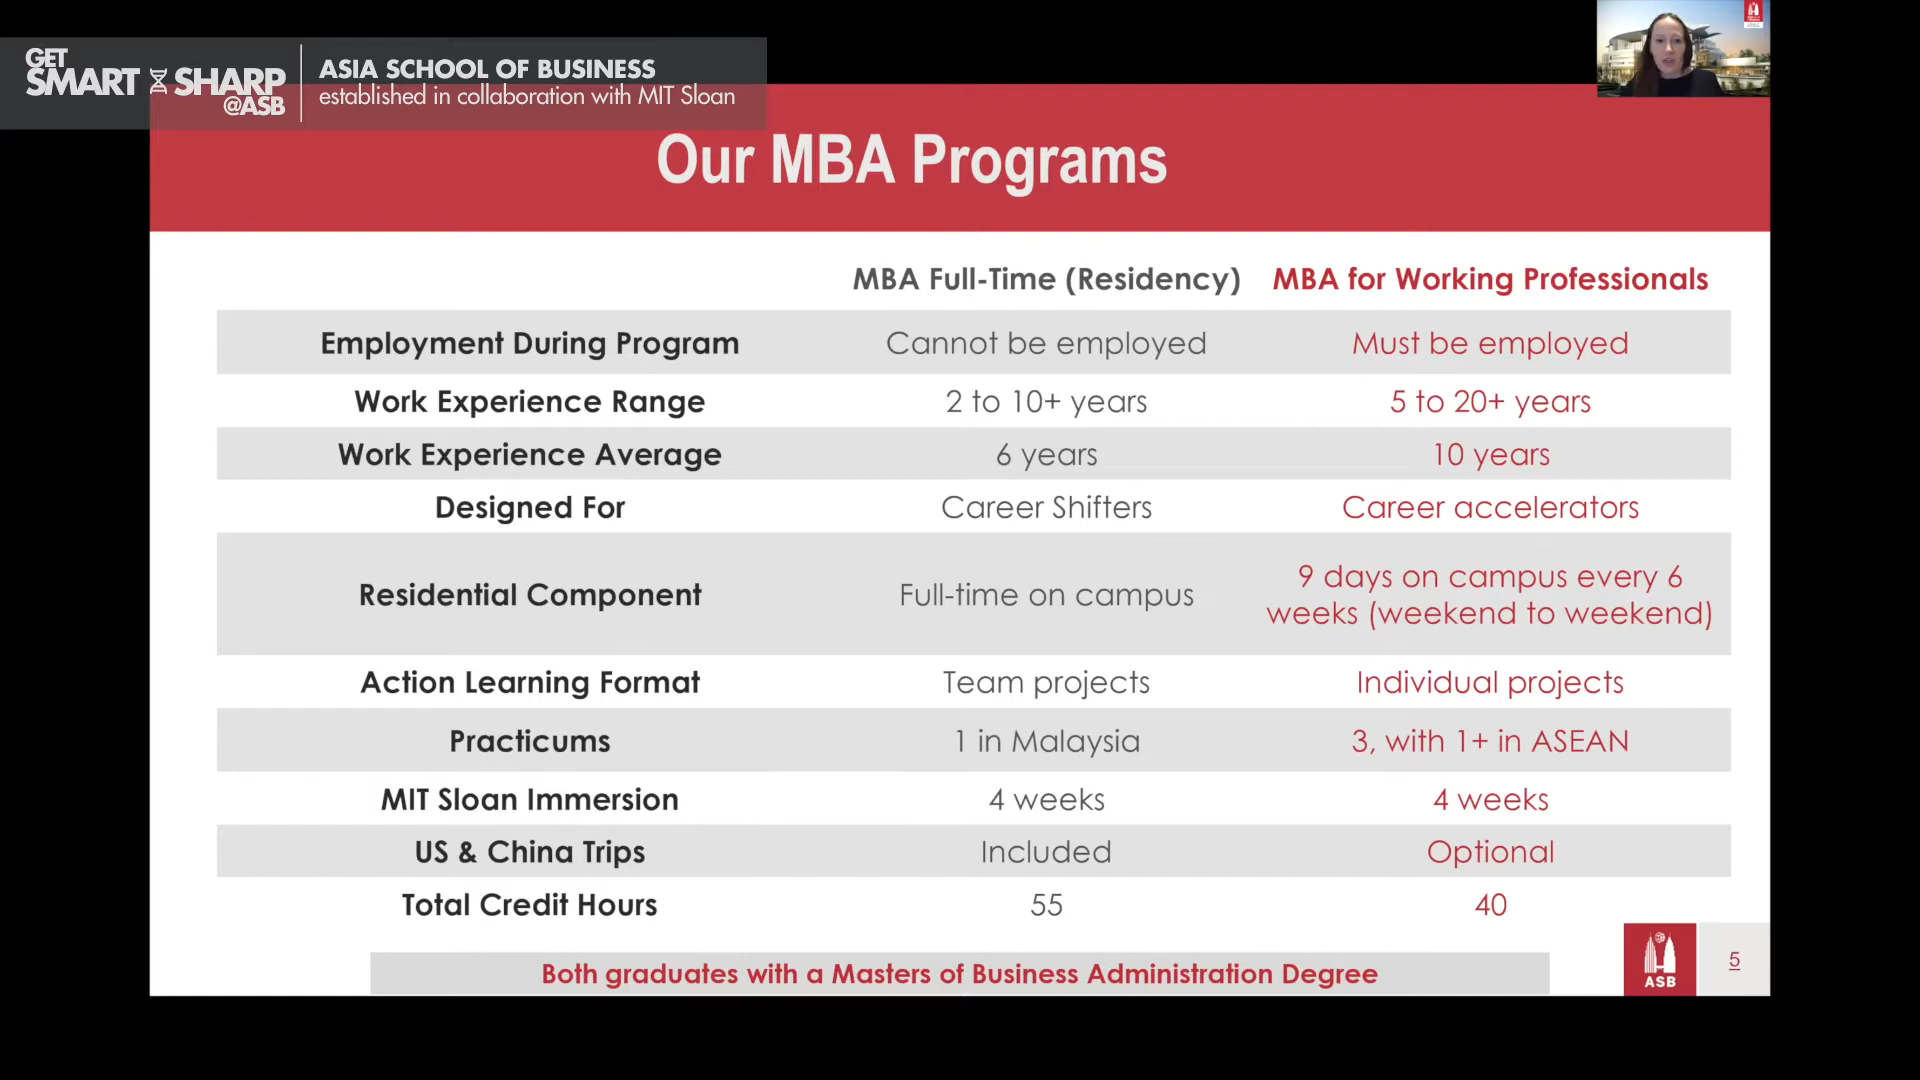 GET
SMART SHARP
@ASB
ASIA SCHOOL OF BUSINESS
established in collaboration with MIT Sloan
Our MBA Programs
MBA Full-Time (Residency) MBA for Working Professionals
Employment During Program Cannot be employed Must be employed
Work Experience Range 2 to 10+ years 5 to 20+ years
Work Experience Average 6 years 10 years
Designed For Career Shifters Career accelerators
Residential Component Full-time on campus 9 days on campus every 6
weeks (weekend to weekend)
Action Learning Format Team projects Individual projects
Practicums 1 in Malaysia 3, with 1+ in ASEAN
MIT Sloan Immersion 4 weeks 4 weeks
US & China Trips Included Optional
Total Credit Hours 55 40
Both graduates with a Masters of Business Administration Degree
ASB
5